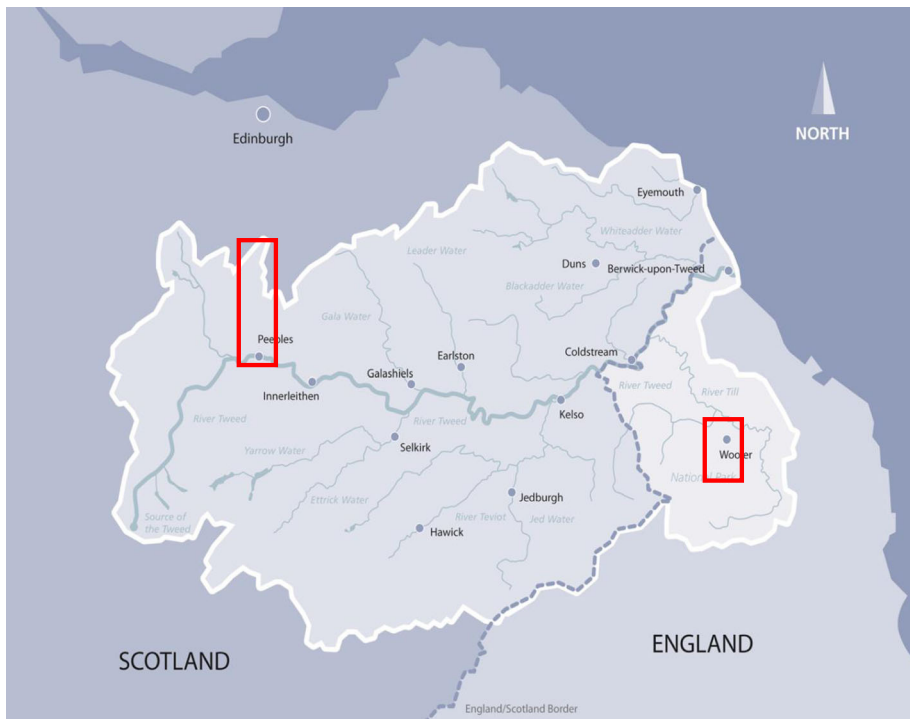 Edinburgh
NORTH
Eyemouth
Whiteadder Water
Leader Water
Duns
Berwick-upon-Tweed
Blackadder Water
Gala Water
Peebles
Coldstream
Earlston
Galashiels
Innerleithen
River Tweed
River Till
Kelso
River Tweed
River Tweed
Selkirk
Wooler
Yarrow Water
National Park
Ettrick Water
Jedburgh
Source of
the Tweed
River Teviot
Jed Water
Hawick
ENGLAND
SCOTLAND
England/Scotland Border